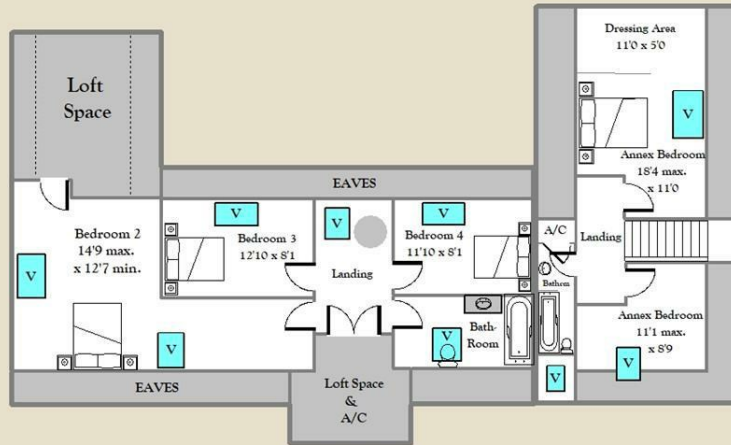 Loft
Space
Dressing Area
11'0 x 5'0
V
Annex Bedroom
18'4 max.
x 11'0
EAVES
Bedroom 2
14'9 max.
x 12'7 min.
V
V
Bedroom 3
12'10 x 8'1
V
Landing
V
Bedroom 4
11'10 x 8'1
A/C
Landing
Bathrm
V
Bath-
Room
V
EAVES
Loft Space
&
A/C
V
Annex Bedroom
11'1 max.
x 8'9
V